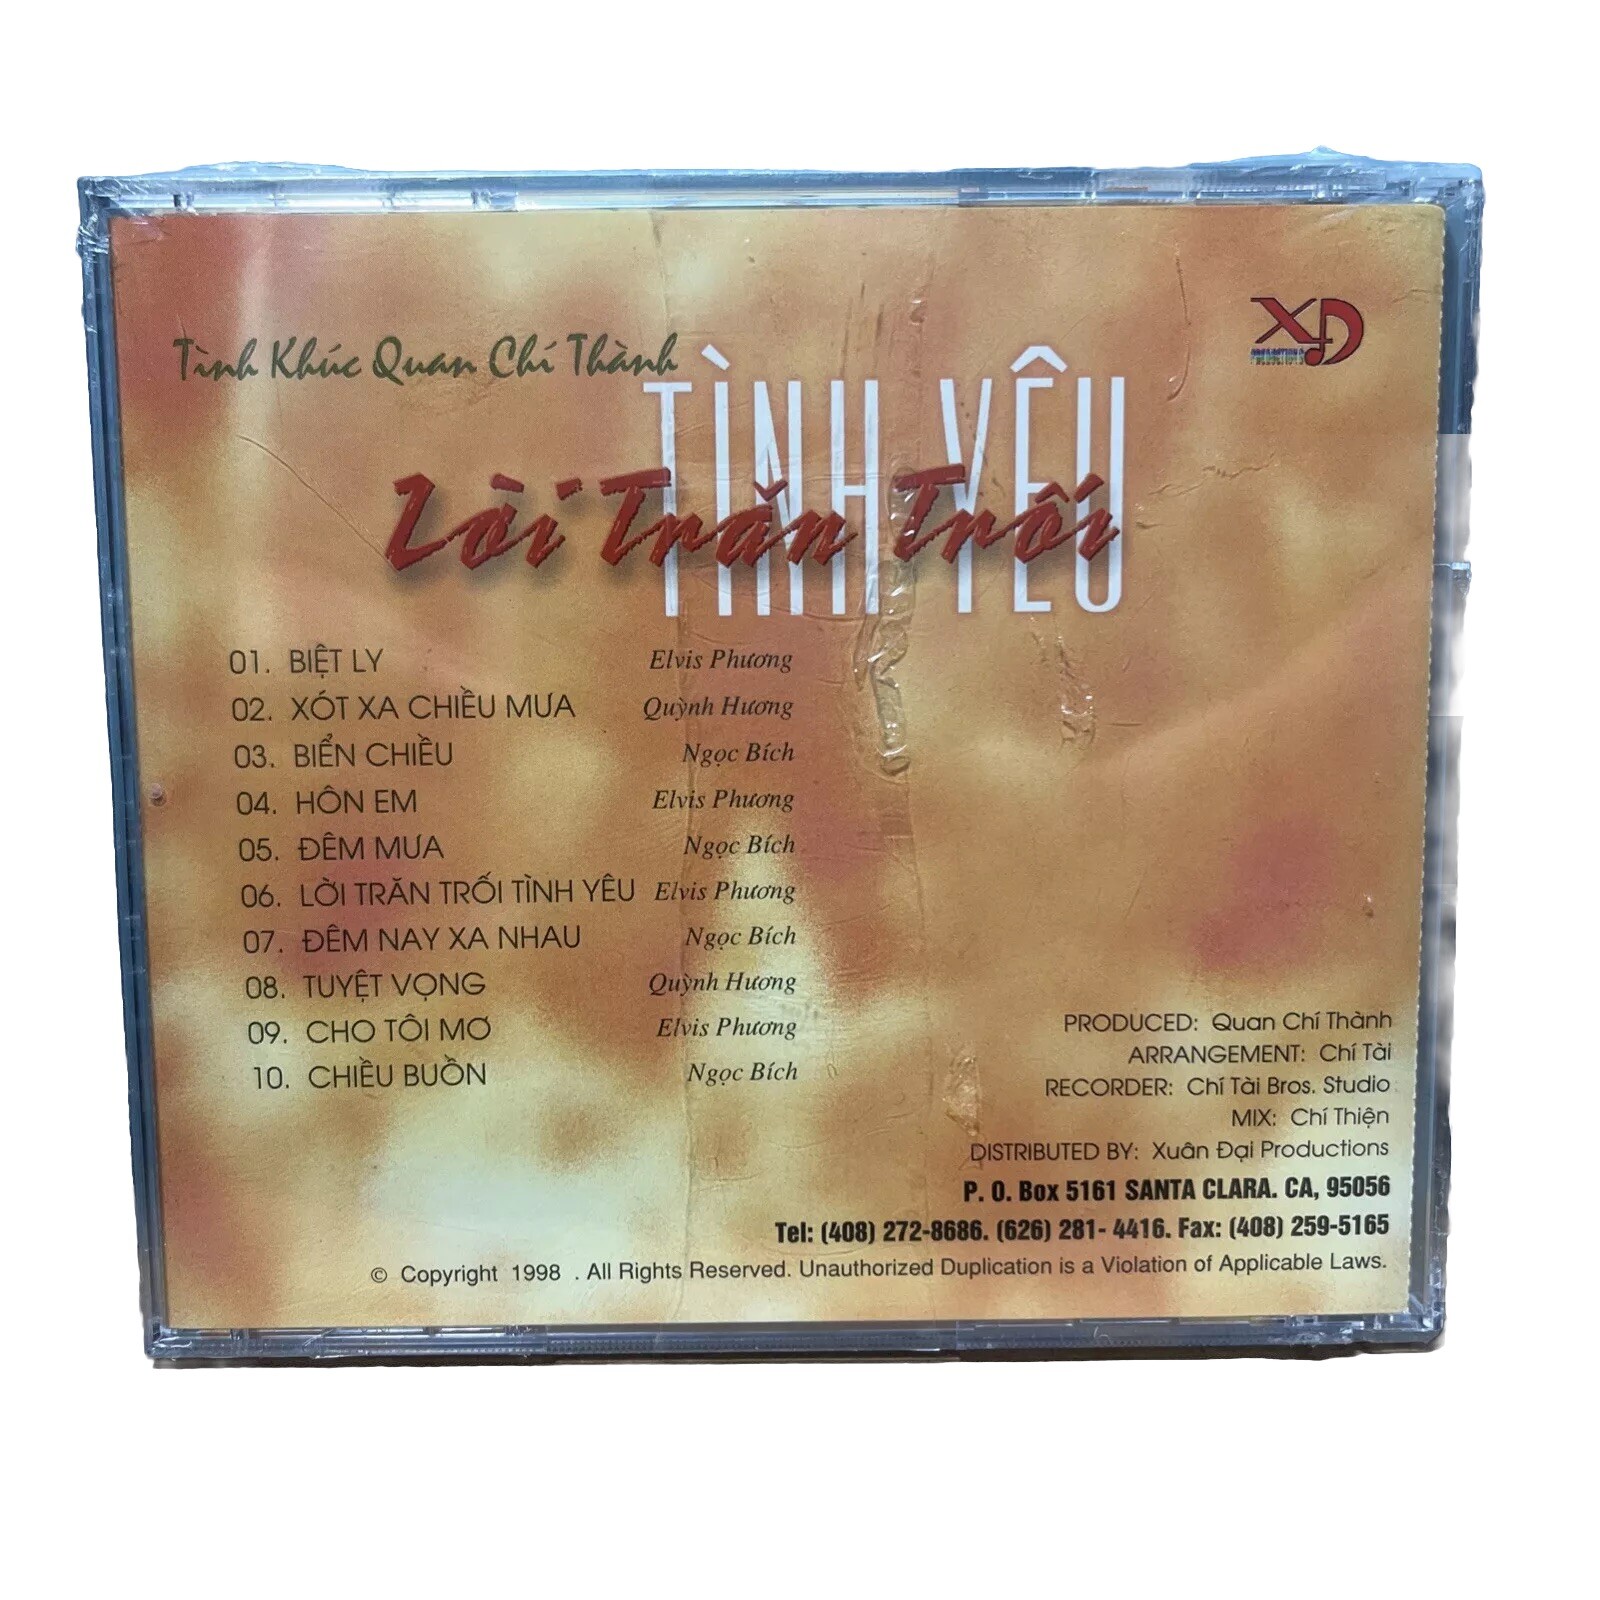 XD
PRODUCTIONS
Tình Khúc Quan Chí Thành
TÌNH YÊU
Lời Trăn Trối
01. BIỆT LY Elvis Phương
02. XÓT XA CHIỀU MƯA Quỳnh Hương
03. BIỂN CHIỀU Ngọc Bích
04. HÔN EM Elvis Phương
05. ĐÊM MƯA Ngọc Bích
06. LỜI TRĂN TRỐI TÌNH YÊU Elvis Phương
07. ĐÊM NAY XA NHAU Ngọc Bích
08. TUYỆT VỌNG Quỳnh Hương
09. CHO TÔI MƠ Elvis Phương
10. CHIỀU BUỒN Ngọc Bích
PRODUCED: Quan Chí Thành
ARRANGEMENT: Chí Tài
RECORDER: Chí Tài Bros. Studio
MIX: Chí Thiện
DISTRIBUTED BY: Xuân Đại Productions
P. O. Box 5161 SANTA CLARA. CA, 95056
Tel: (408) 272-8686. (626) 281- 4416. Fax: (408) 259-5165
© Copyright 1998 . All Rights Reserved. Unauthorized Duplication is a Violation of Applicable Laws.